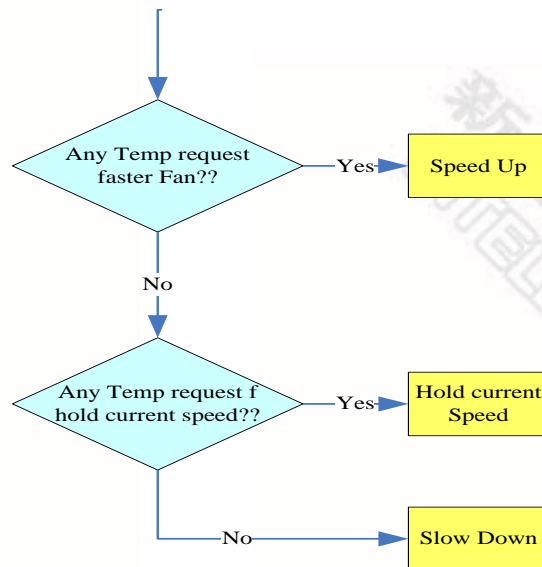 Any Temp request
faster Fan??
Yes
Speed Up
No
Any Temp request f
hold current speed??
Yes
Hold current
Speed
No
Slow Down